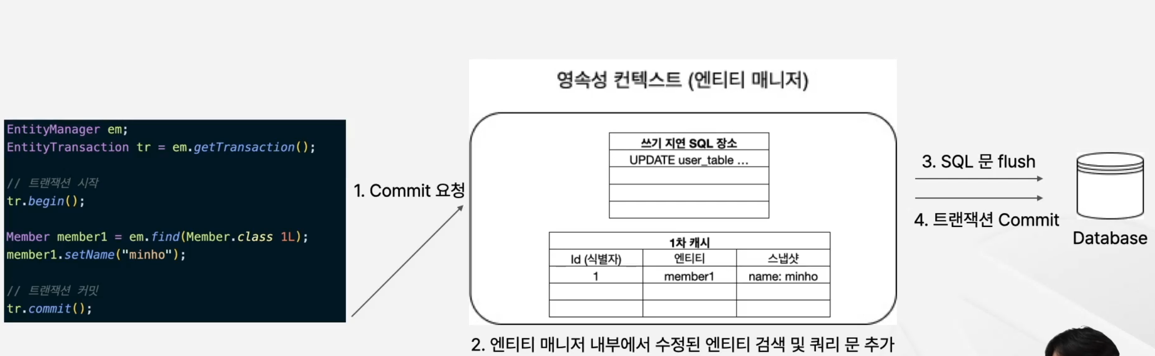 영속성 컨텍스트 (엔티티 매니저)
EntityManager em;
EntityTransaction tr = em.getTransaction();
// 트랜잭션 시작
tr.begin();
Member member1 = em.find(Member.class 1L);
member1.setName("minho");
// 트랜잭션 커밋
tr.commit();
1. Commit 요청
쓰기 지연 SQL 장소
UPDATE user_table ...
1차 캐시
Id (식별자) 엔티티 스냅샷
1 member1 name: minho
2. 엔티티 매니저 내부에서 수정된 엔티티 검색 및 쿼리 문 추가
3. SQL 문 flush
4. 트랜잭션 Commit
Database